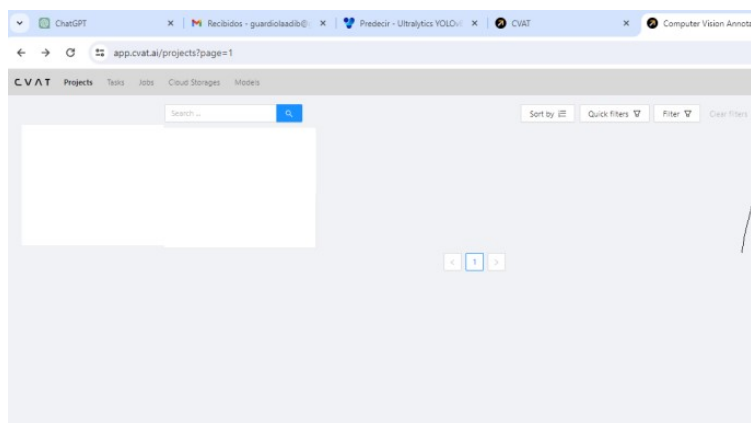 ChatGPT
Recibidos - guardiolaadib@
Predecir - Ultralytics YOLOv
CVAT
Computer Vision Annota
app.cvat.ai/projects?page=1
CVAT Projects Tasks Jobs Cloud Storages Models
Search ...
Sort by Quick filters Filter Clear filters
1